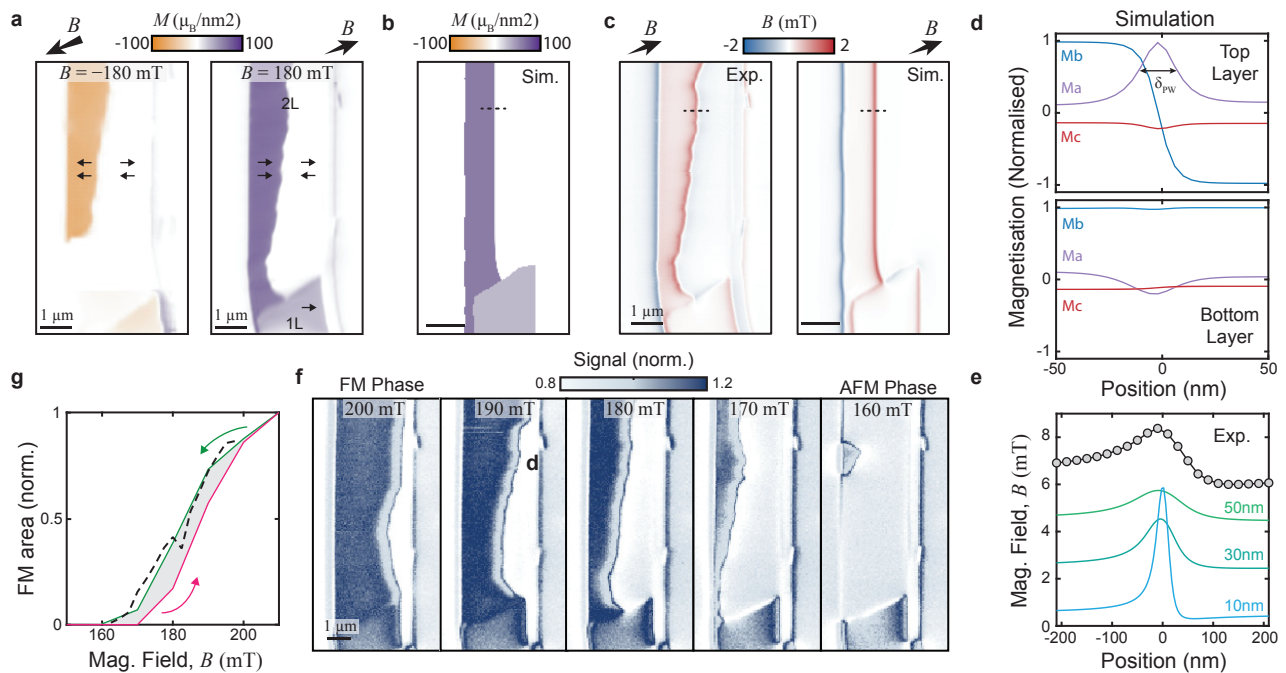 a
B
M (μB/nm2)
-100 100
B = −180 mT
B = 180 mT
2L
1L
1 μm
1 μm
B
b
M (μB/nm2)
-100 100
B
Sim.
c
B
B (mT)
-2 2
B
Exp.
Sim.
1 μm
d
Simulation
Top
Layer
Mb
Ma
δPW
Mc
1
0
-1
Mb
Ma
Mc
Bottom
Layer
1
0
-1
Magnetisation (Normalised)
-50 0 50
Position (nm)
e
Exp.
50nm
30nm
10nm
8
6
4
2
0
Mag. Field, B (mT)
-200 -100 0 100 200
Position (nm)
f
Signal (norm.)
0.8 1.2
FM Phase
AFM Phase
200 mT
190 mT
180 mT
170 mT
160 mT
d
1 μm
g
FM area (norm.)
1
0.5
0
160 180 200
Mag. Field, B (mT)